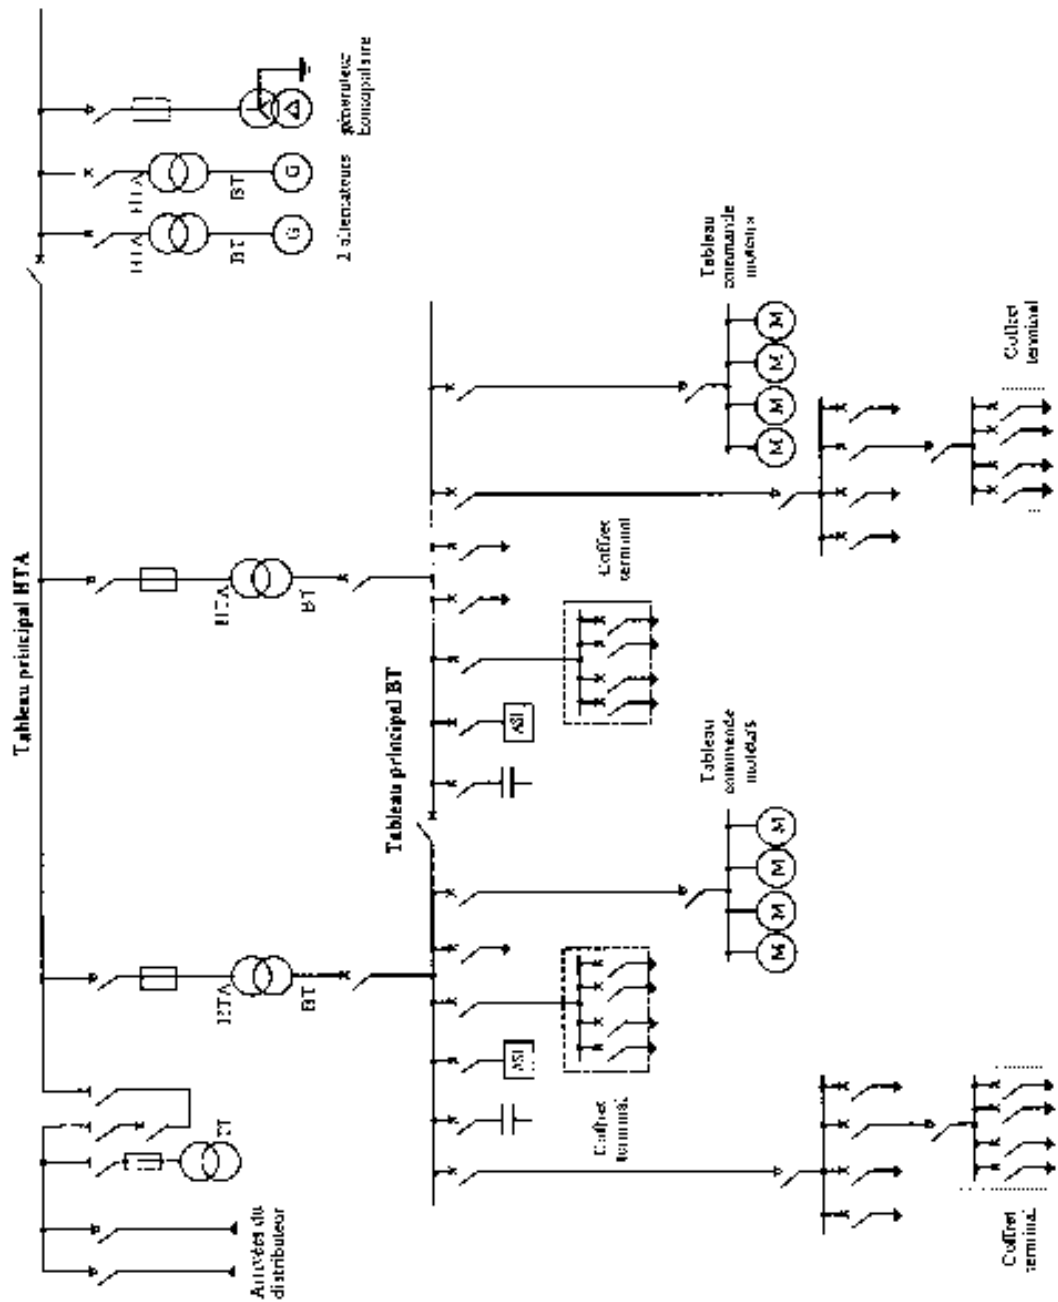 Tableau principal HTA
Arrivées du
distributeur
TT
HTA
BT
HTA
BT
HTA
BT
G
HTA
BT
G
2 alternateurs
générateur
homopolaire
Tableau principal BT
ASI
Coffret
terminal
M
M
M
M
Tableau
commande
moteurs
ASI
Coffret
terminal
M
M
M
M
Tableau
commande
moteurs
Coffret
terminal
Coffret
terminal